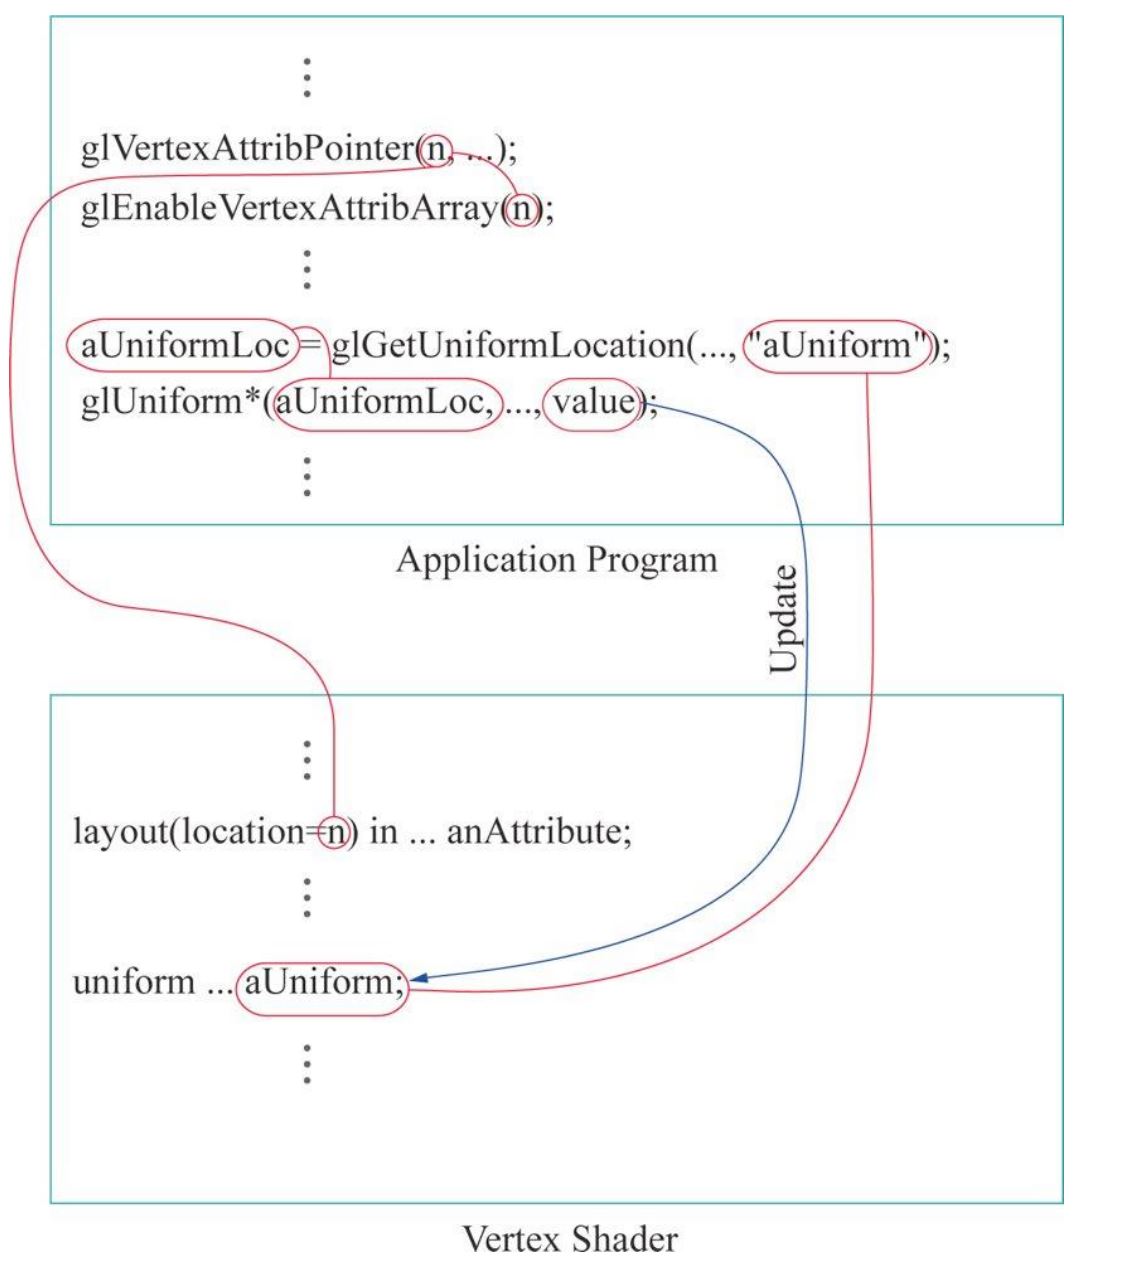 glVertexAttribPointer(n, ...);
glEnableVertexAttribArray(n);
aUniformLoc = glGetUniformLocation(..., "aUniform");
glUniform*(aUniformLoc, ..., value);
Application Program
Update
layout(location=n) in ... anAttribute;
uniform ... aUniform;
Vertex Shader